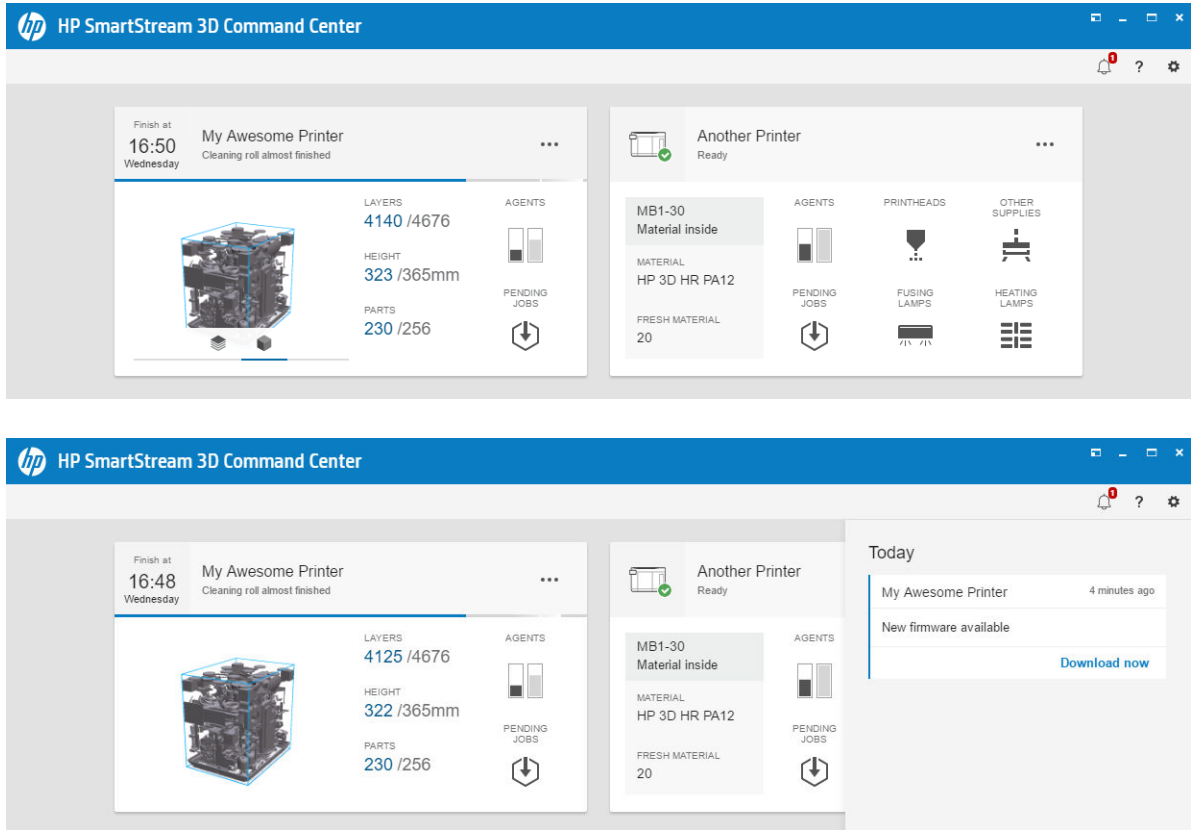 hp HP SmartStream 3D Command Center
1
?
Finish at
16:50
Wednesday
My Awesome Printer
Cleaning roll almost finished
LAYERS
4140 /4676
HEIGHT
323 /365mm
PARTS
230 /256
AGENTS
PENDING
JOBS
Another Printer
Ready
MB1-30
Material inside
MATERIAL
HP 3D HR PA12
FRESH MATERIAL
20
AGENTS
PRINTHEADS
OTHER
SUPPLIES
PENDING
JOBS
FUSING
LAMPS
HEATING
LAMPS
hp HP SmartStream 3D Command Center
1
?
Finish at
16:48
Wednesday
My Awesome Printer
Cleaning roll almost finished
LAYERS
4125 /4676
HEIGHT
322 /365mm
PARTS
230 /256
AGENTS
PENDING
JOBS
Another Printer
Ready
MB1-30
Material inside
MATERIAL
HP 3D HR PA12
FRESH MATERIAL
20
AGENTS
PENDING
JOBS
Today
My Awesome Printer 4 minutes ago
New firmware available
Download now